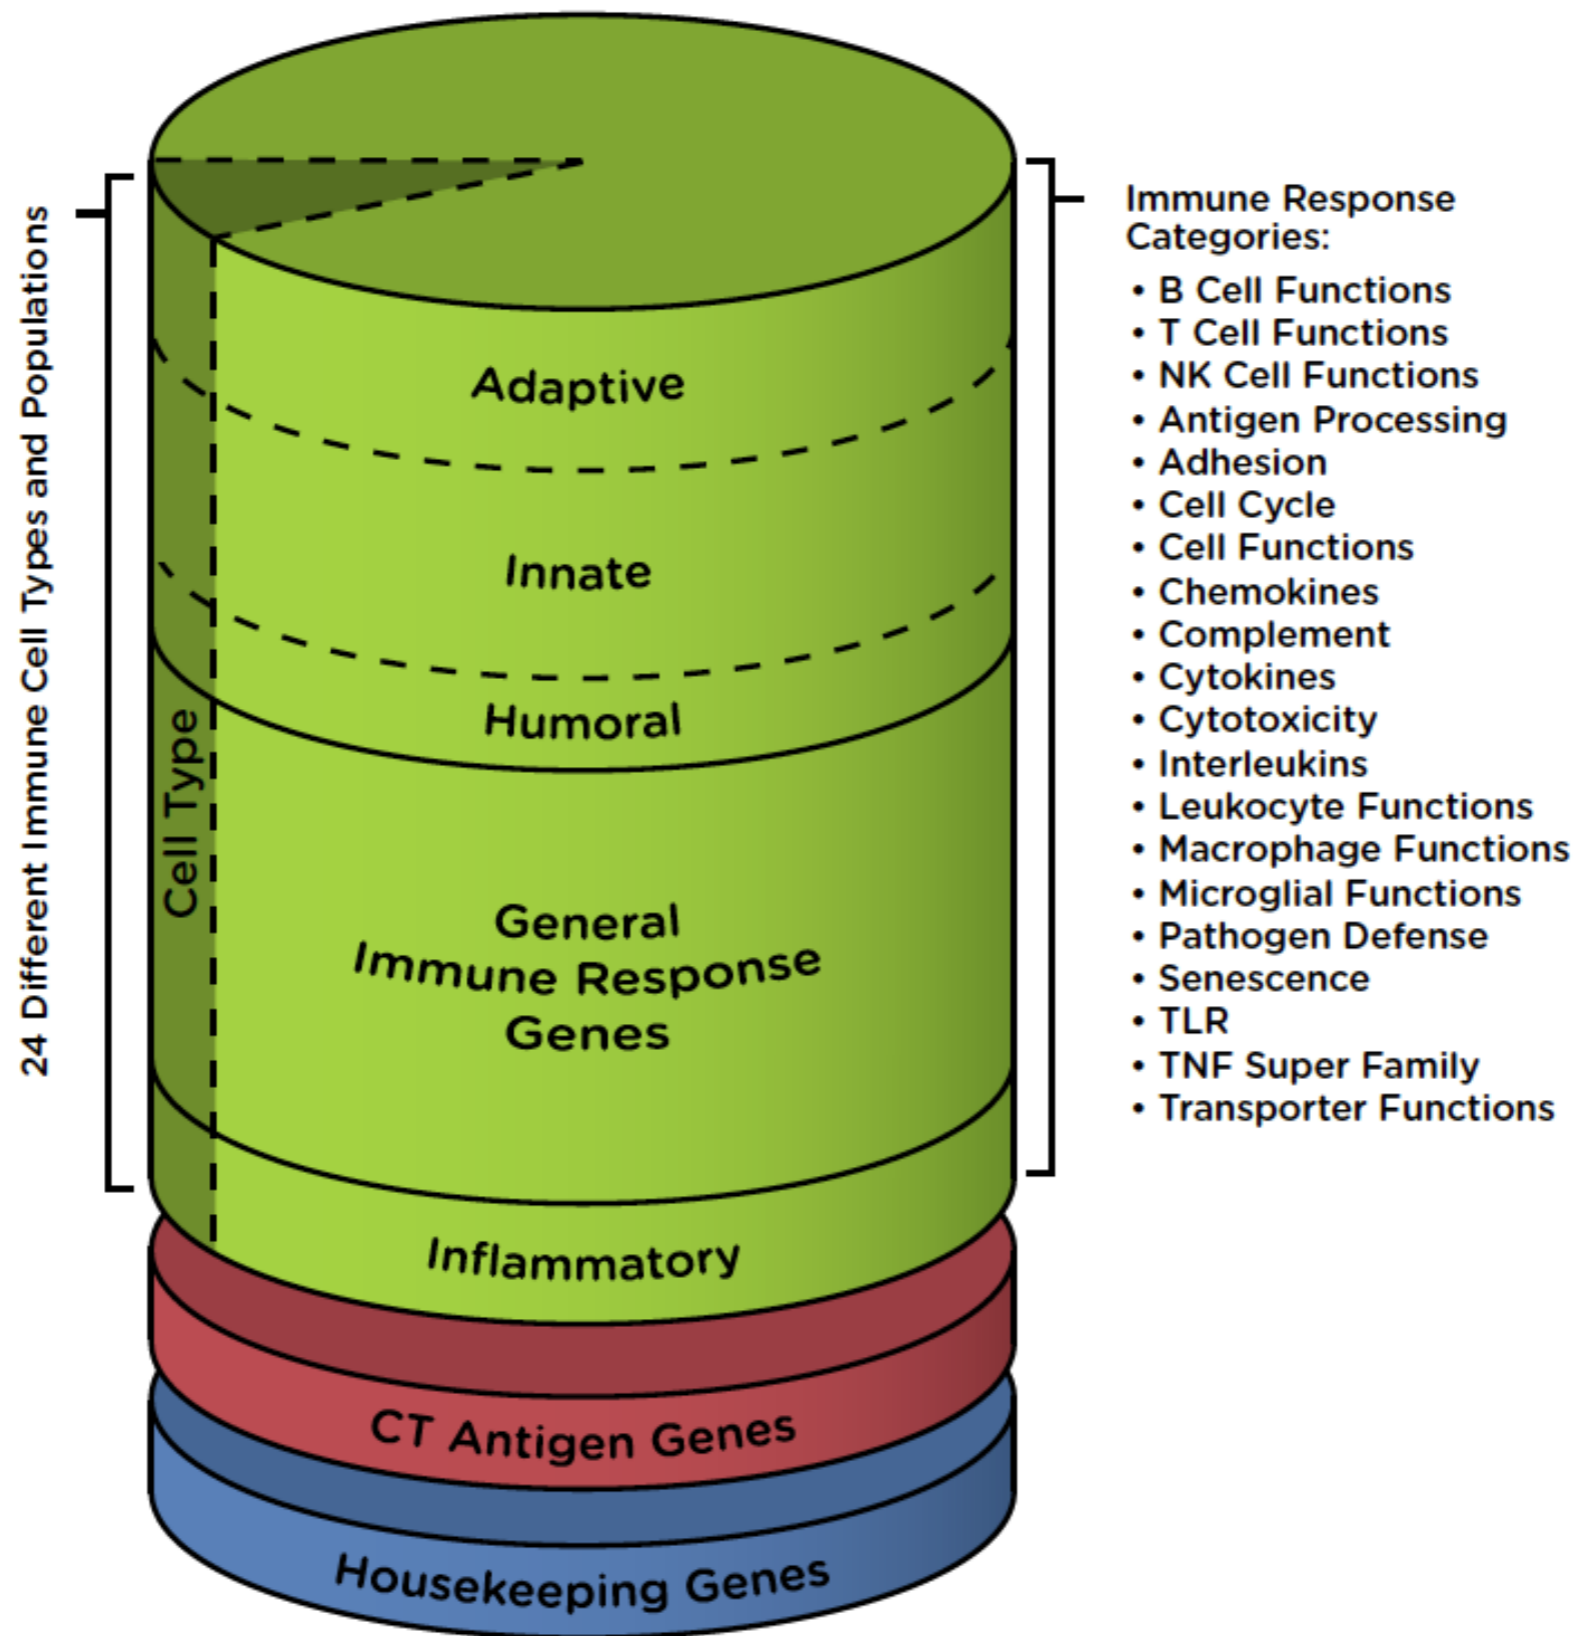 24 Different Immune Cell Types and Populations
Cell Type
Adaptive
Innate
Humoral
General
Immune Response
Genes
Inflammatory
CT Antigen Genes
Housekeeping Genes
Immune Response
Categories:
• B Cell Functions
• T Cell Functions
• NK Cell Functions
• Antigen Processing
• Adhesion
• Cell Cycle
• Cell Functions
• Chemokines
• Complement
• Cytokines
• Cytotoxicity
• Interleukins
• Leukocyte Functions
• Macrophage Functions
• Microglial Functions
• Pathogen Defense
• Senescence
• TLR
• TNF Super Family
• Transporter Functions